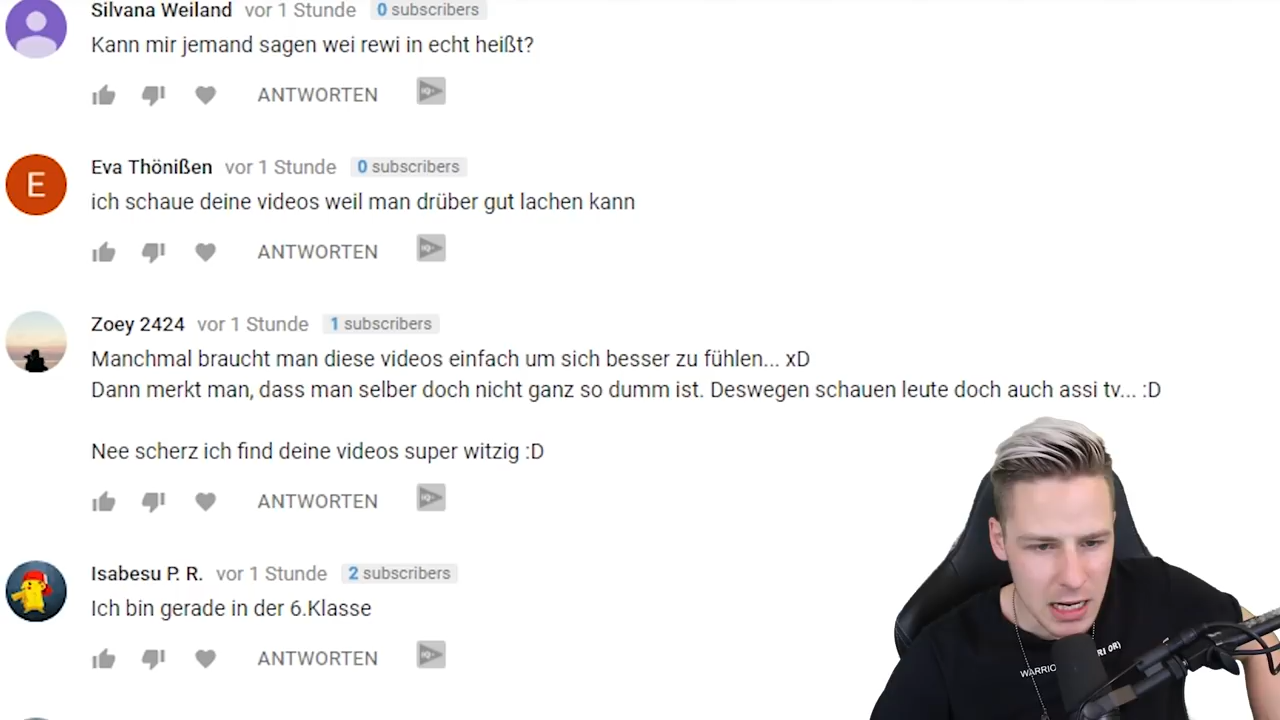 Silvana Weiland vor 1 Stunde 0 subscribers
Kann mir jemand sagen wei rewi in echt heißt?
ANTWORTEN
Eva Thönißen vor 1 Stunde 0 subscribers
E
ich schaue deine videos weil man drüber gut lachen kann
ANTWORTEN
Zoey 2424 vor 1 Stunde 1 subscribers
Manchmal braucht man diese videos einfach um sich besser zu fühlen... xD
Dann merkt man, dass man selber doch nicht ganz so dumm ist. Deswegen schauen leute doch auch assi tv... :D
Nee scherz ich find deine videos super witzig :D
ANTWORTEN
Isabesu P. R. vor 1 Stunde 2 subscribers
Ich bin gerade in der 6.Klasse
ANTWORTEN